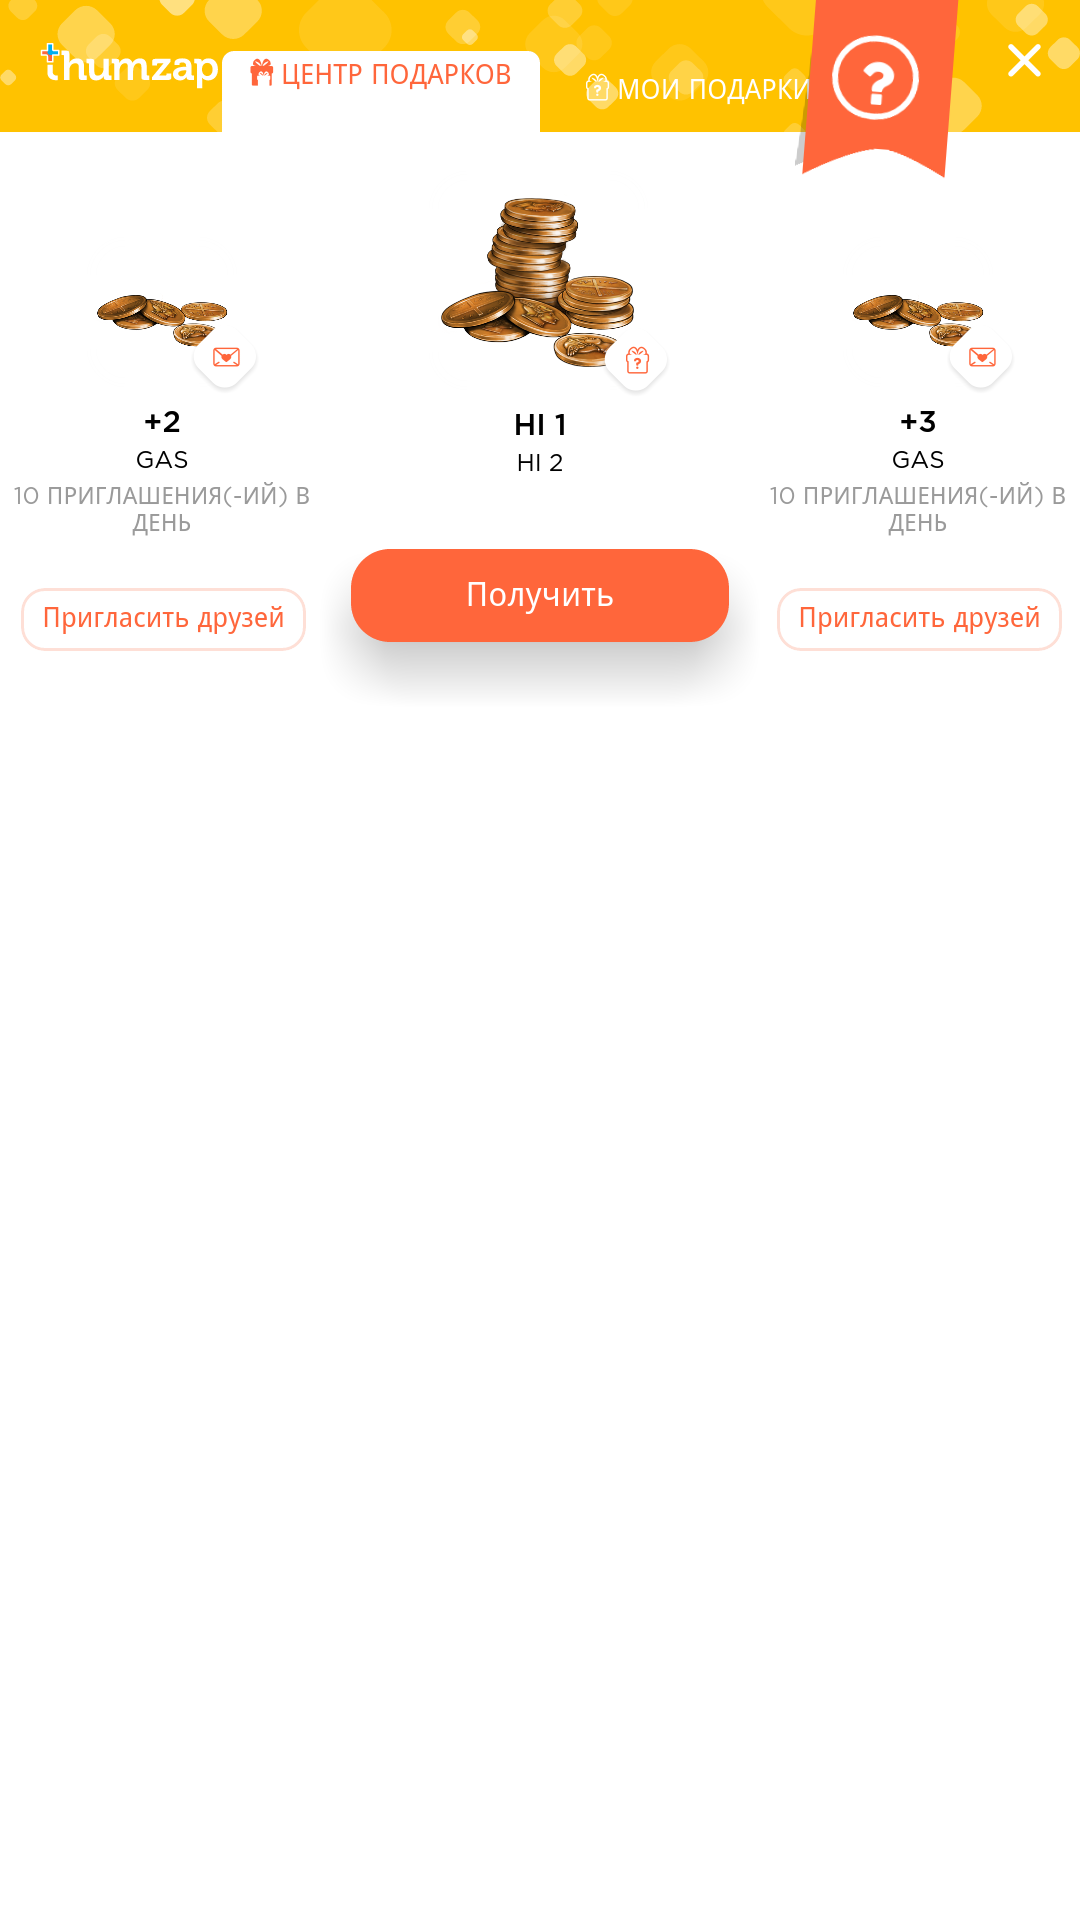 thumzap
ЦЕНТР ПОДАРКОВ
МОИ ПОДАРКИ
?
+2
GAS
10 ПРИГЛАШЕНИЯ(-ИЙ) В
ДЕНЬ
Пригласить друзей
HI 1
HI 2
Получить
+3
GAS
10 ПРИГЛАШЕНИЯ(-ИЙ) В
ДЕНЬ
Пригласить друзей